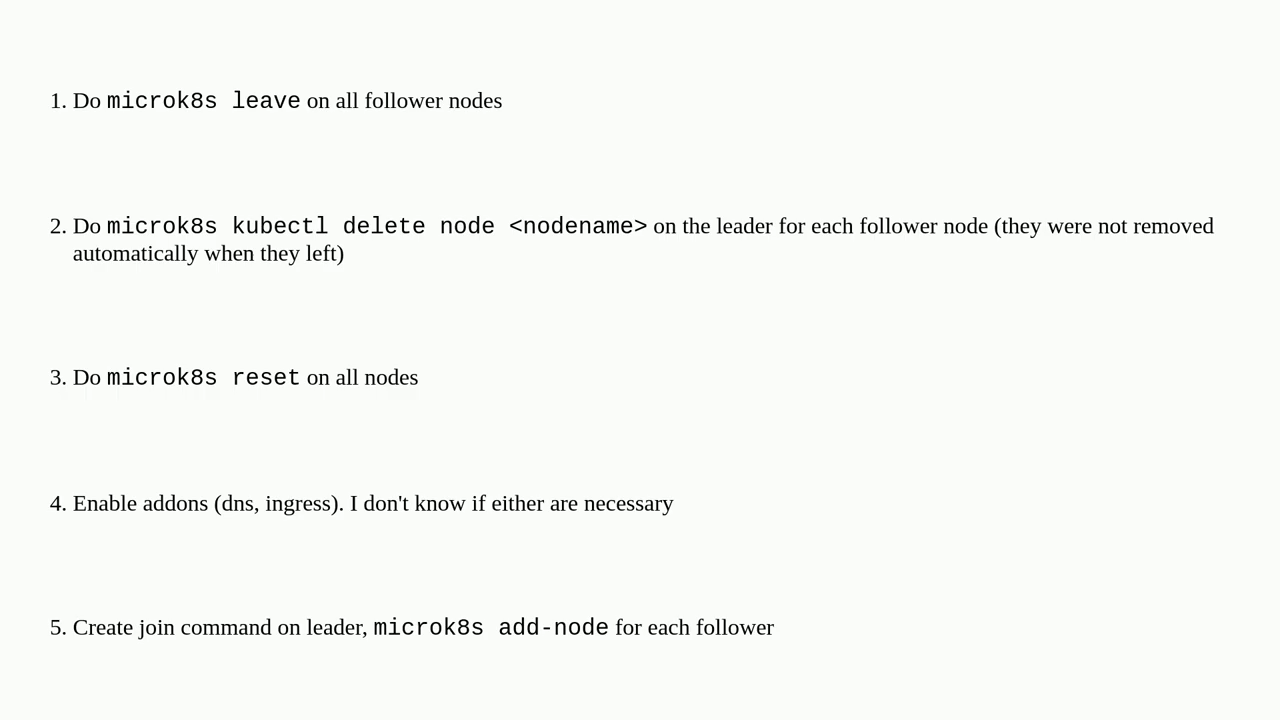 1. Do microk8s leave on all follower nodes
2. Do microk8s kubectl delete node <nodename> on the leader for each follower node (they were not removed
automatically when they left)
3. Do microk8s reset on all nodes
4. Enable addons (dns, ingress). I don't know if either are necessary
5. Create join command on leader, microk8s add-node for each follower